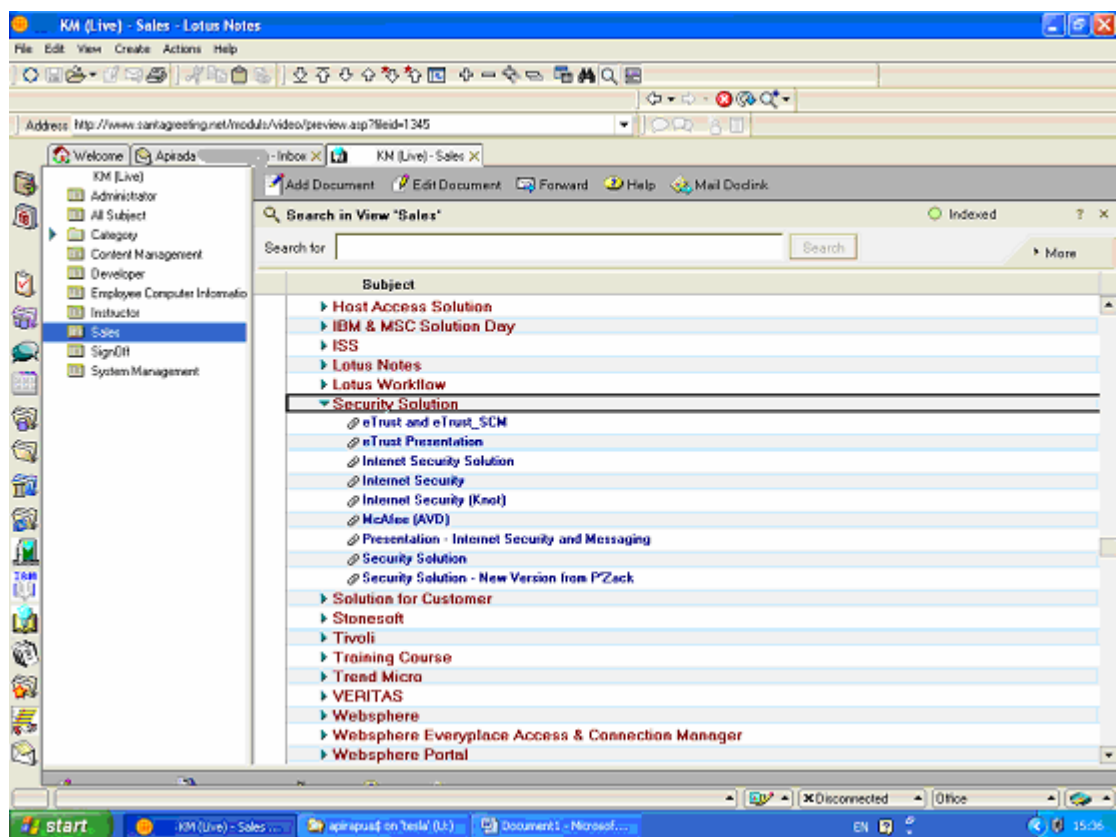 KM (Live) - Sales - Lotus Notes
File Edit View Create Actions Help
Address http://www.santagreeting.net/moduls/video/preview.asp?fileid=1345
Welcome Apirada - Inbox KM (Live) - Sales
KM (Live)
Administrator
All Subject
Category
Content Management
Developer
Employee Computer Informatio
Instructor
Sales
SignOff
System Management
Add Document Edit Document Forward Help Mail Doclink
Search in View 'Sales' Indexed ? ×
Search for Search More
Subject
Host Access Solution
IBM & MSC Solution Day
ISS
Lotus Notes
Lotus Workflow
Security Solution
eTrust and eTrust_SCM
eTrust Presentation
Internet Security Solution
Internet Security
Internet Security (Knot)
McAfee (AVD)
Presentation - Internet Security and Messaging
Security Solution
Security Solution - New Version from P'Zack
Solution for Customer
Stonesoft
Tivoli
Training Course
Trend Micro
VERITAS
Websphere
Websphere Everyplace Access & Connection Manager
Websphere Portal
Disconnected Office
start KM (Live) - Sales ... apirapus$ on 'tesla' (U:) Document1 - Microsof... EN 15:36